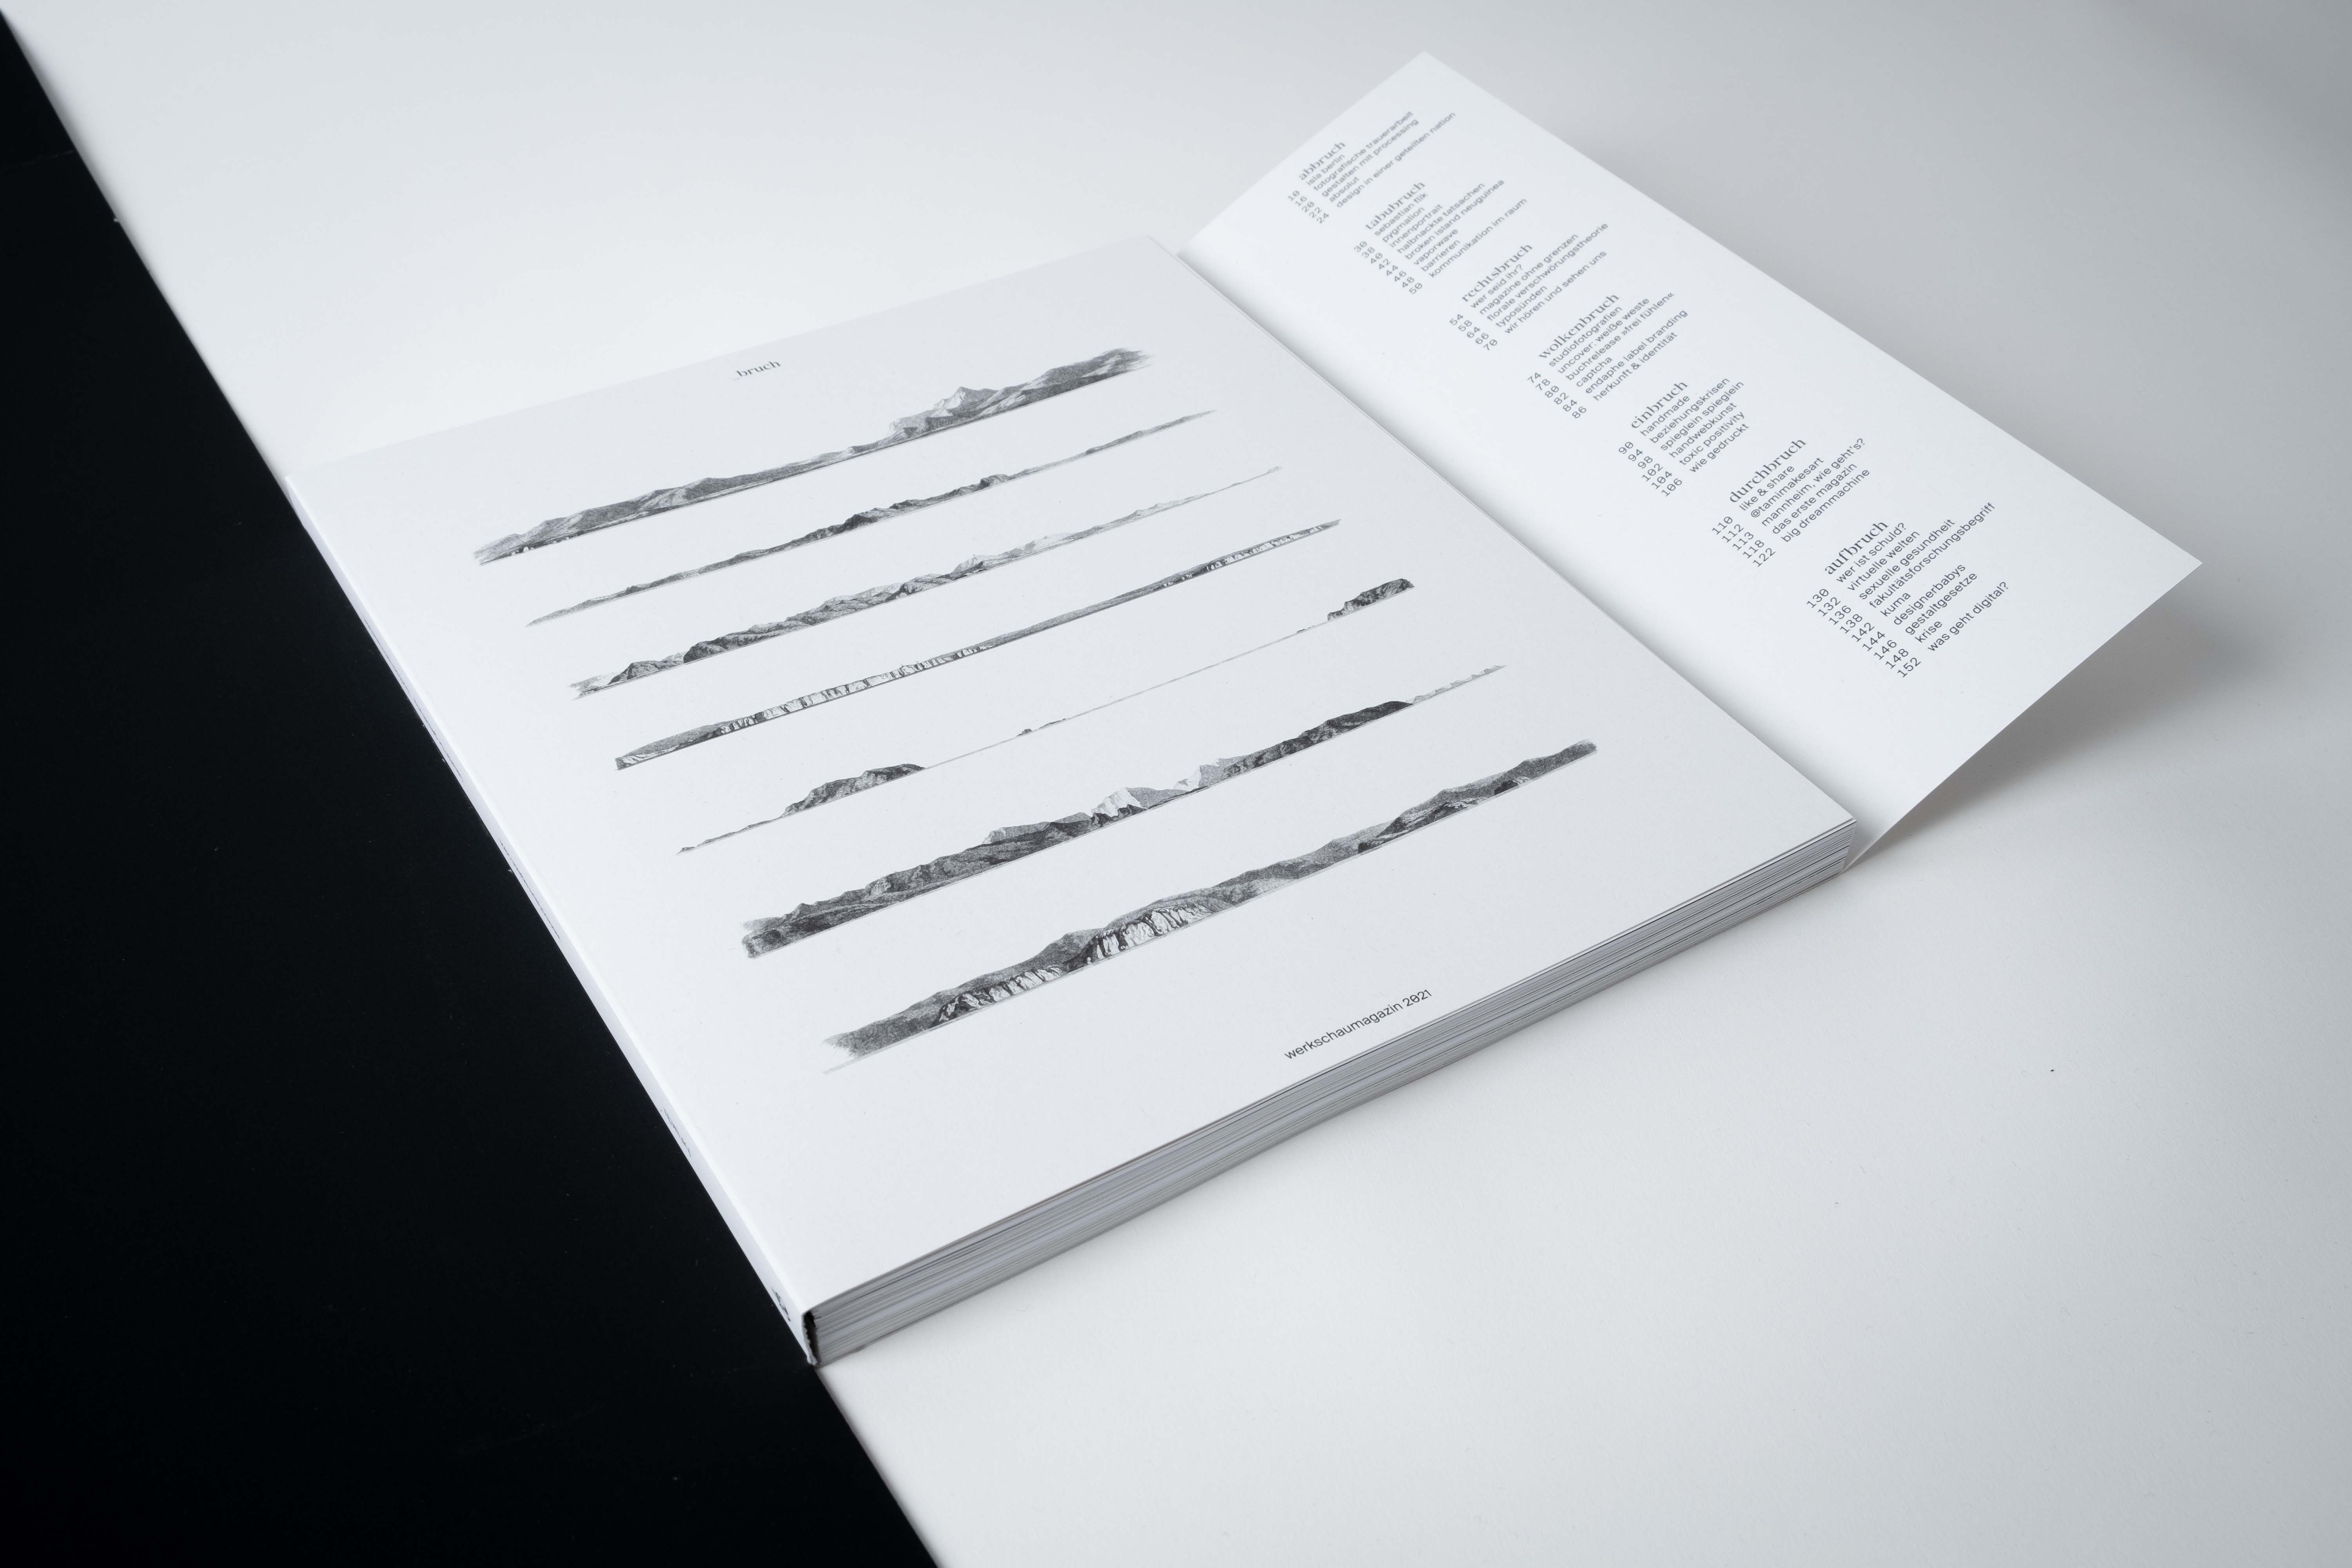 _bruch
werkschaumagazin 2021
abbruch
10 isla berlin
16 fotografische trauerarbeit
20 gestalten mit processing
22 absolut
24 design in einer geteilten nation
tabubruch
30 sebastian flik
38 pygmalion
40 innenportrait
42 halbnackte tatsachen
44 broken island neuguinea
46 vaporwave
48 barrieren
50 kommunikation im raum
rechtsbruch
54 wer seid ihr?
58 magazine ohne grenzen
64 florale verschwörungstheorie
66 typosünden
70 wir hören und sehen uns
wolkenbruch
74 studiofotografien
78 uncover: weiße weste
80 buchrelease »frei fühlen«
82 captcha
84 endaphe label branding
86 herkunft & identität
einbruch
90 handmade
94 beziehungskrisen
98 spieglein spieglein
102 handwebkunst
104 toxic positivity
106 wie gedruckt
durchbruch
110 like & share
112 @tamimakesart
113 mannheim, wie geht's?
118 das erste magazin
122 big dreammachine
aufbruch
130 wer ist schuld?
132 virtuelle welten
136 sexuelle gesundheit
138 fakultätsforschungsbegriff
142 kuma
144 designerbabys
146 gestaltgesetze
148 krise
152 was geht digital?